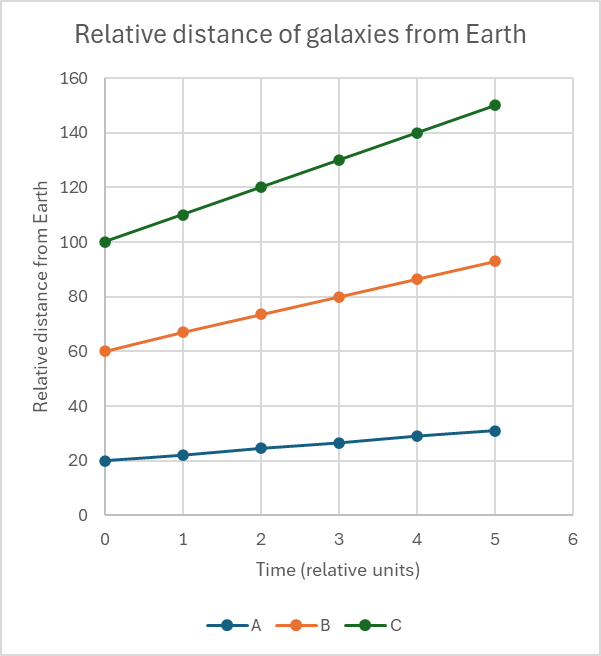 Relative distance of galaxies from Earth
160
140
120
100
80
60
40
20
0
Relative distance from Earth
0 1 2 3 4 5 6
Time (relative units)
A B C